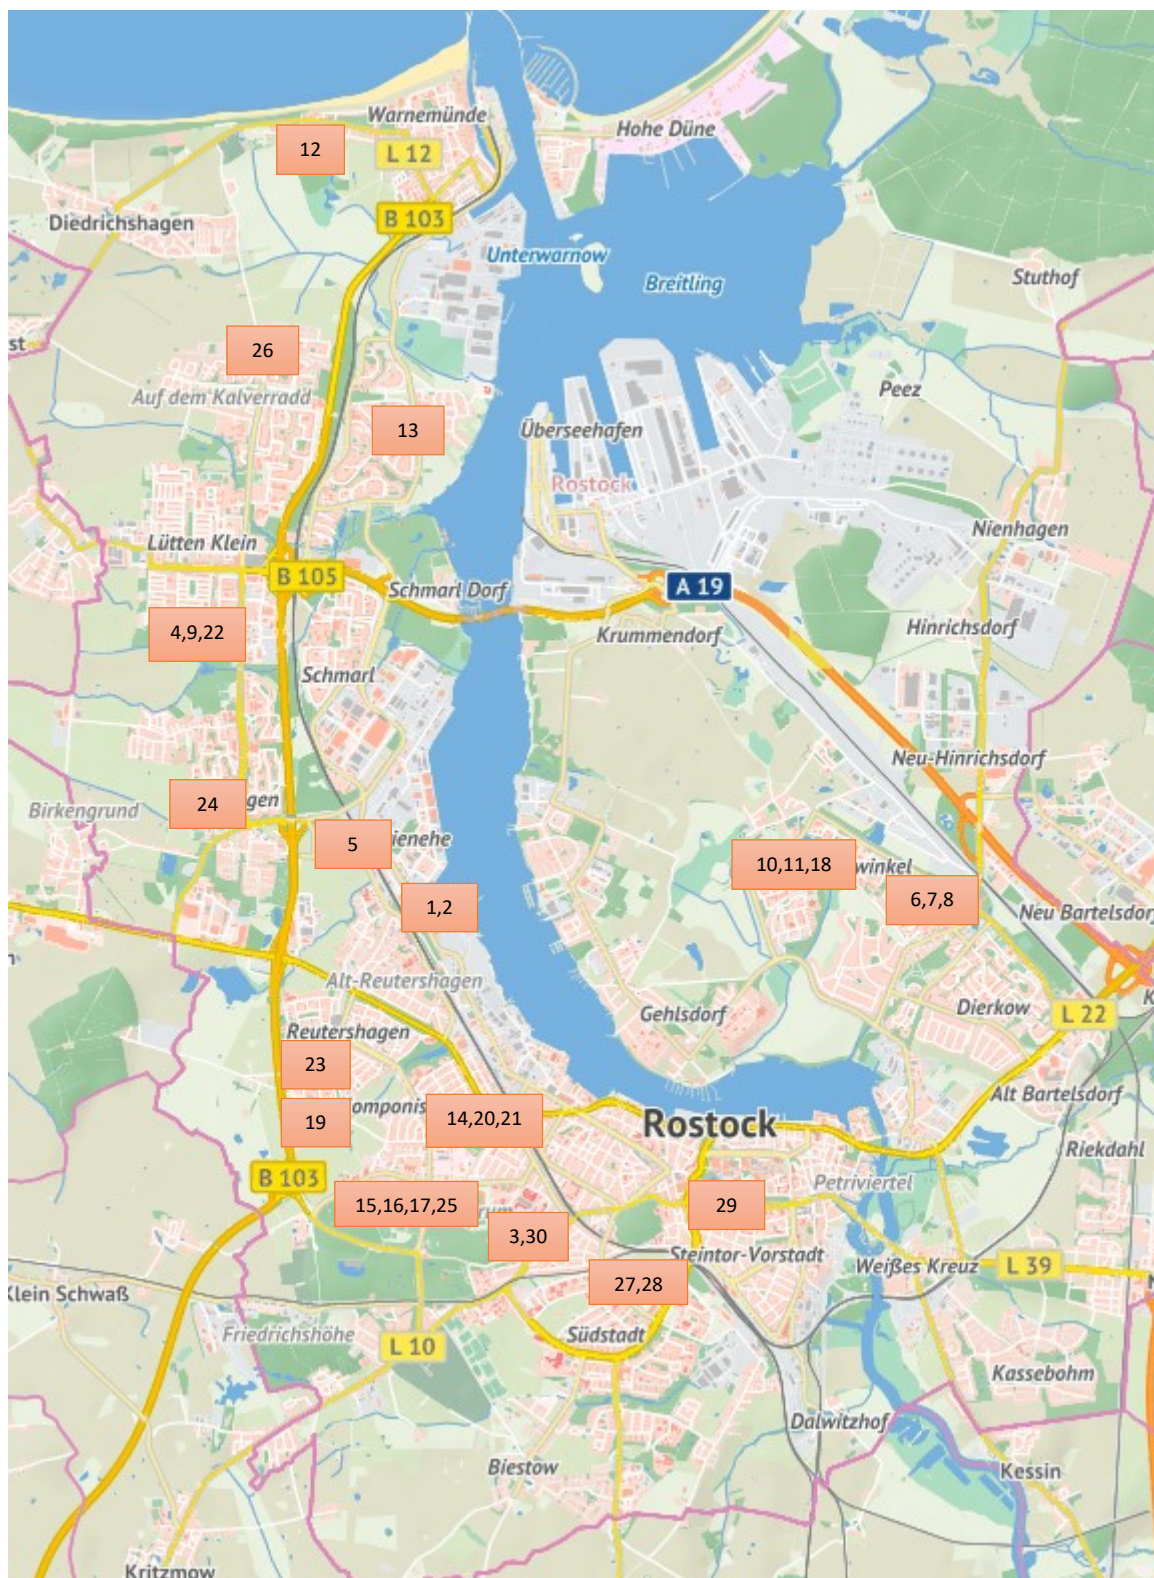 Warnemünde
Hohe Düne
12
L 12
Diedrichshagen
B 103
Unterwarnow
Breitling
Stuthof
st
26
Auf dem Kalverradd
Peez
13
Überseehafen
Rostock
Nienhagen
Lütten Klein
B 105
Schmarl Dorf
A 19
4,9,22
Krummendorf
Hinrichsdorf
Schmarl
Neu-Hinrichsdorf
24
gen
Birkengrund
5
ienehe
10,11,18
winkel
6,7,8
1,2
Neu Bartelsdorf
Alt-Reutershagen
Gehlsdorf
Dierkow
L 22
K
Reutershagen
23
Alt Bartelsdorf
19
omponis
14,20,21
Rostock
Riekdahl
B 103
Petriviertel
15,16,17,25
rum
29
3,30
Steintor-Vorstadt
Weißes Kreuz
L 39
27,28
Klein Schwaß
Friedrichshöhe
L 10
Südstadt
Kassebohm
Dalwitzhof
Biestow
Kessin
Kritzmow